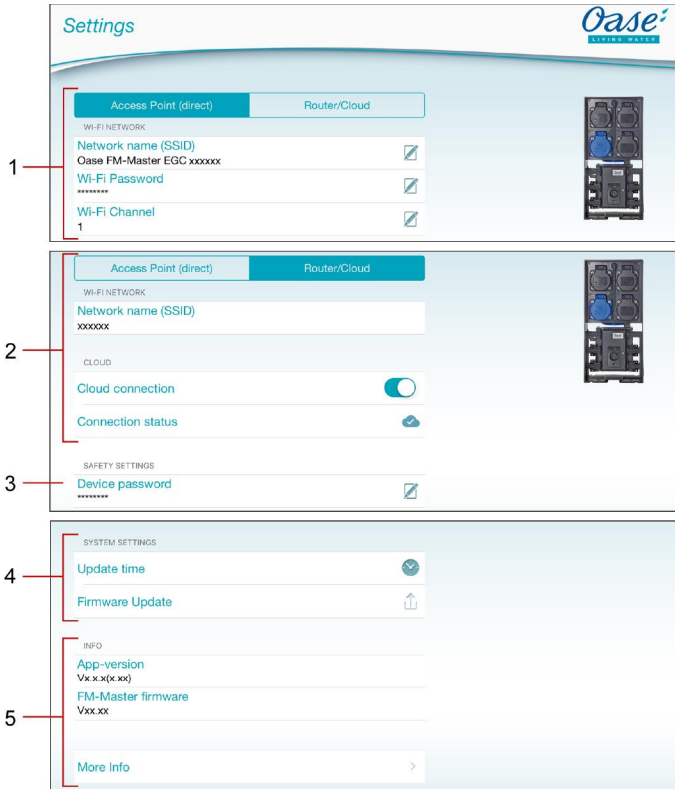 Settings
Oase
LIVING WATER
1
Access Point (direct) Router/Cloud
WI-FI NETWORK
Network name (SSID)
Oase FM-Master EGC xxxxxx
Wi-Fi Password
********
Wi-Fi Channel
1
2
Access Point (direct) Router/Cloud
WI-FI NETWORK
Network name (SSID)
xxxxxx
CLOUD
Cloud connection
Connection status
3
SAFETY SETTINGS
Device password
********
4
SYSTEM SETTINGS
Update time
Firmware Update
5
INFO
App-version
Vx.x.x(x.xx)
FM-Master firmware
Vxx.xx
More Info